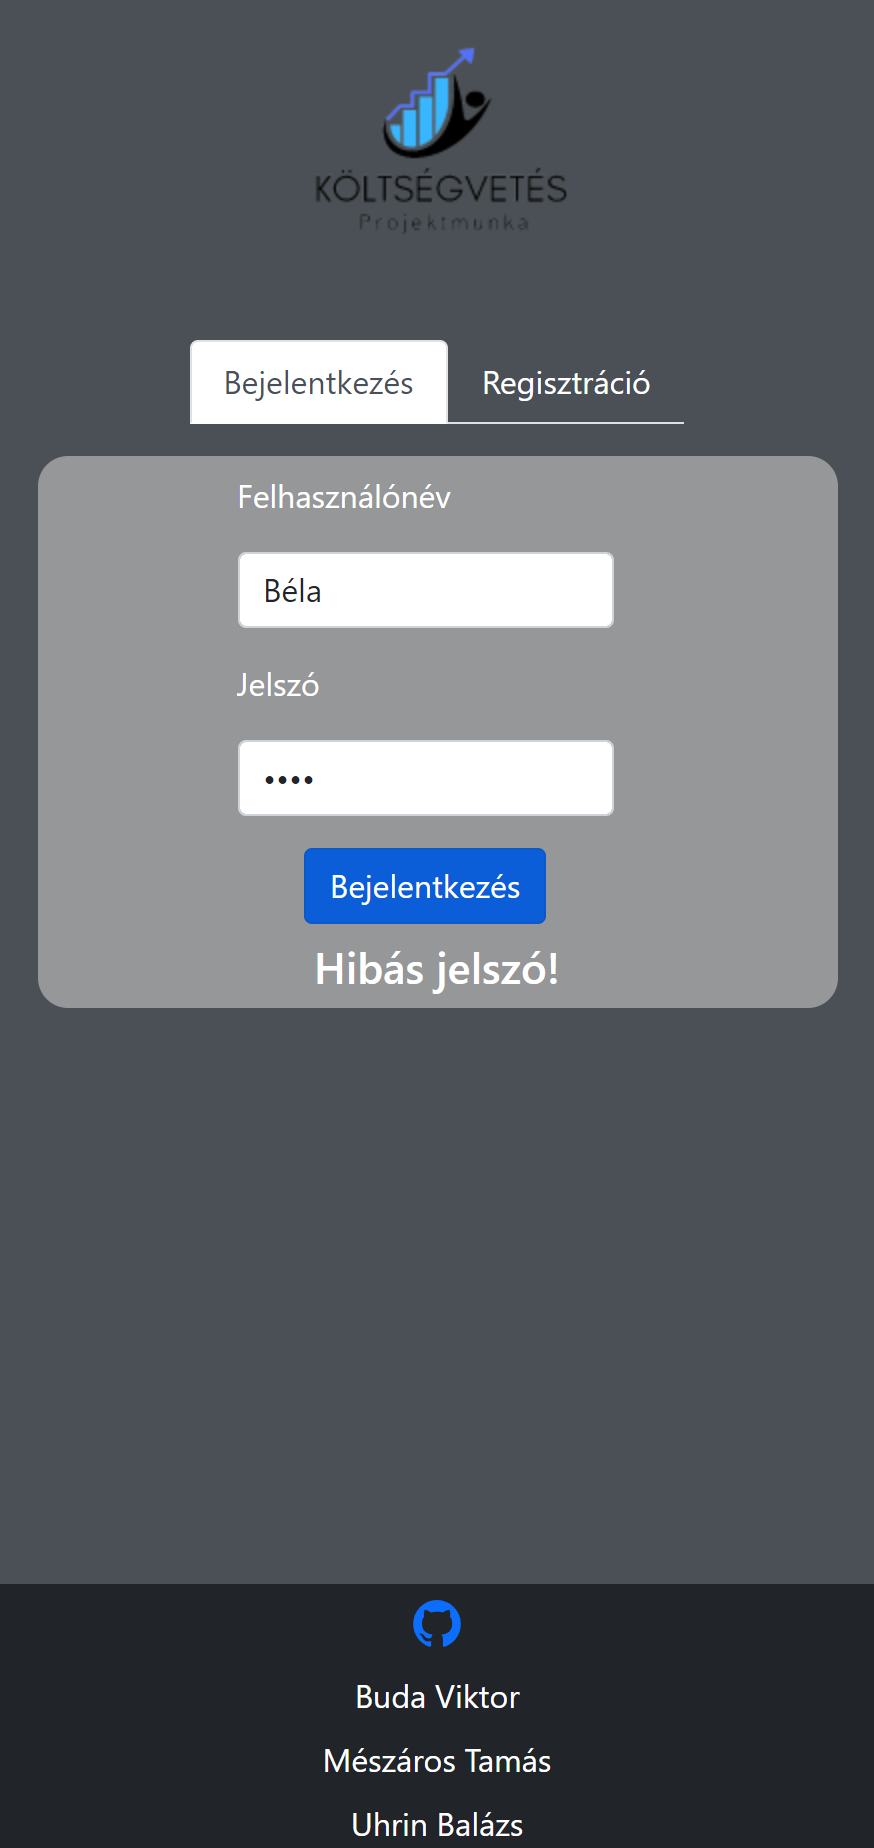 KÖLTSÉGVETÉS
Projektmunka
Bejelentkezés Regisztráció
Felhasználónév
Béla
Jelszó
••••
Bejelentkezés
Hibás jelszó!
Buda Viktor
Mészáros Tamás
Uhrin Balázs